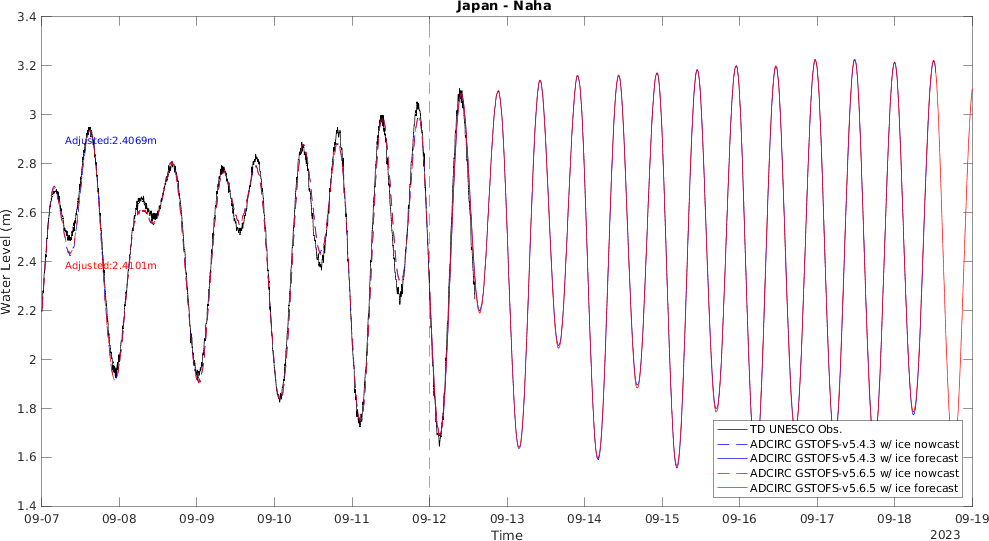 Japan - Naha
3.4
3.2
3
2.8
2.6
2.4
2.2
2
1.8
1.6
1.4
Water Level (m)
Adjusted:2.4069m
Adjusted:2.4101m
TD UNESCO Obs.
ADCIRC GSTOFS-v5.4.3 w/ ice nowcast
ADCIRC GSTOFS-v5.4.3 w/ ice forecast
ADCIRC GSTOFS-v5.6.5 w/ ice nowcast
ADCIRC GSTOFS-v5.6.5 w/ ice forecast
09-07 09-08 09-09 09-10 09-11 09-12 09-13 09-14 09-15 09-16 09-17 09-18 09-19
Time
2023